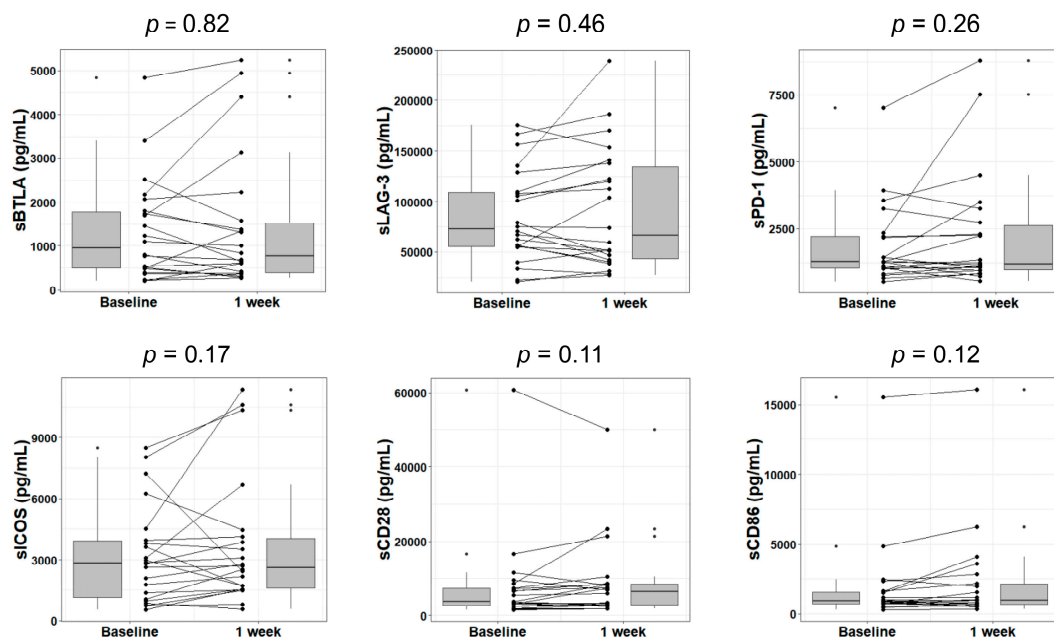 p = 0.82
p = 0.46
p = 0.26
sBTLA (pg/mL)
5000
4000
3000
2000
1000
0
Baseline
1 week
sLAG-3 (pg/mL)
250000
200000
150000
100000
50000
Baseline
1 week
sPD-1 (pg/mL)
7500
5000
2500
Baseline
1 week
p = 0.17
p = 0.11
p = 0.12
sICOS (pg/mL)
9000
6000
3000
0
Baseline
1 week
sCD28 (pg/mL)
60000
40000
20000
0
Baseline
1 week
sCD86 (pg/mL)
15000
10000
5000
0
Baseline
1 week